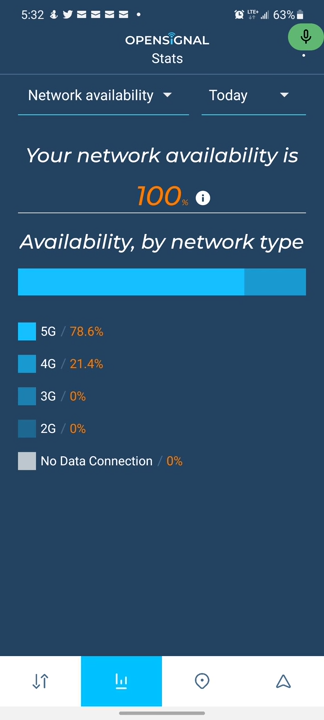 5:32
LTE+
63%
OPENSIGNAL
Stats
Network availability
Today
Your network availability is
100%
Availability, by network type
5G / 78.6%
4G / 21.4%
3G / 0%
2G / 0%
No Data Connection / 0%